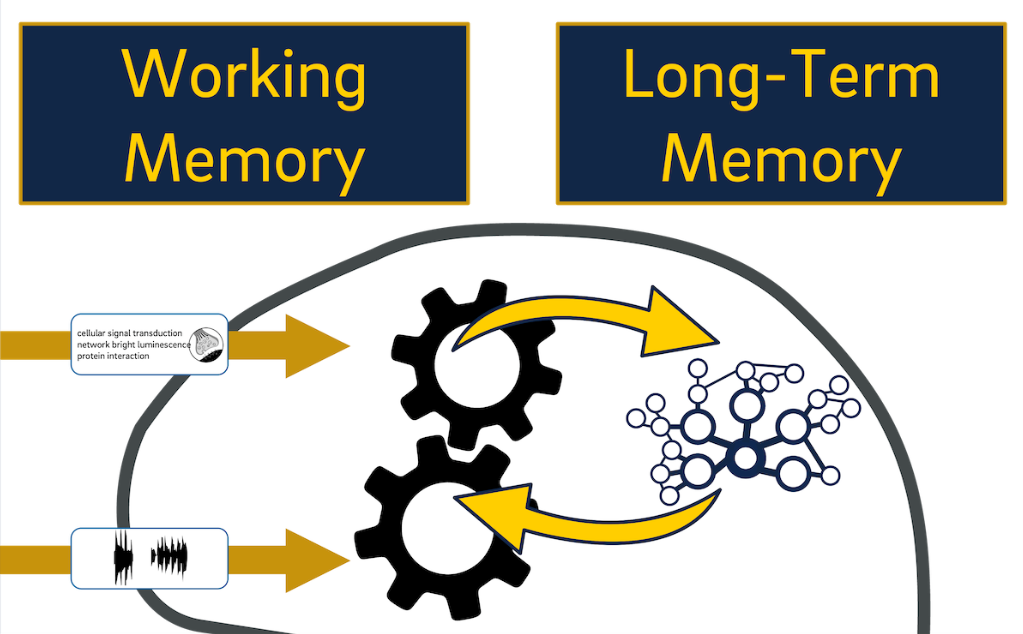 Working
Memory
Long-Term
Memory
cellular signal transduction
network bright luminescence
protein interaction